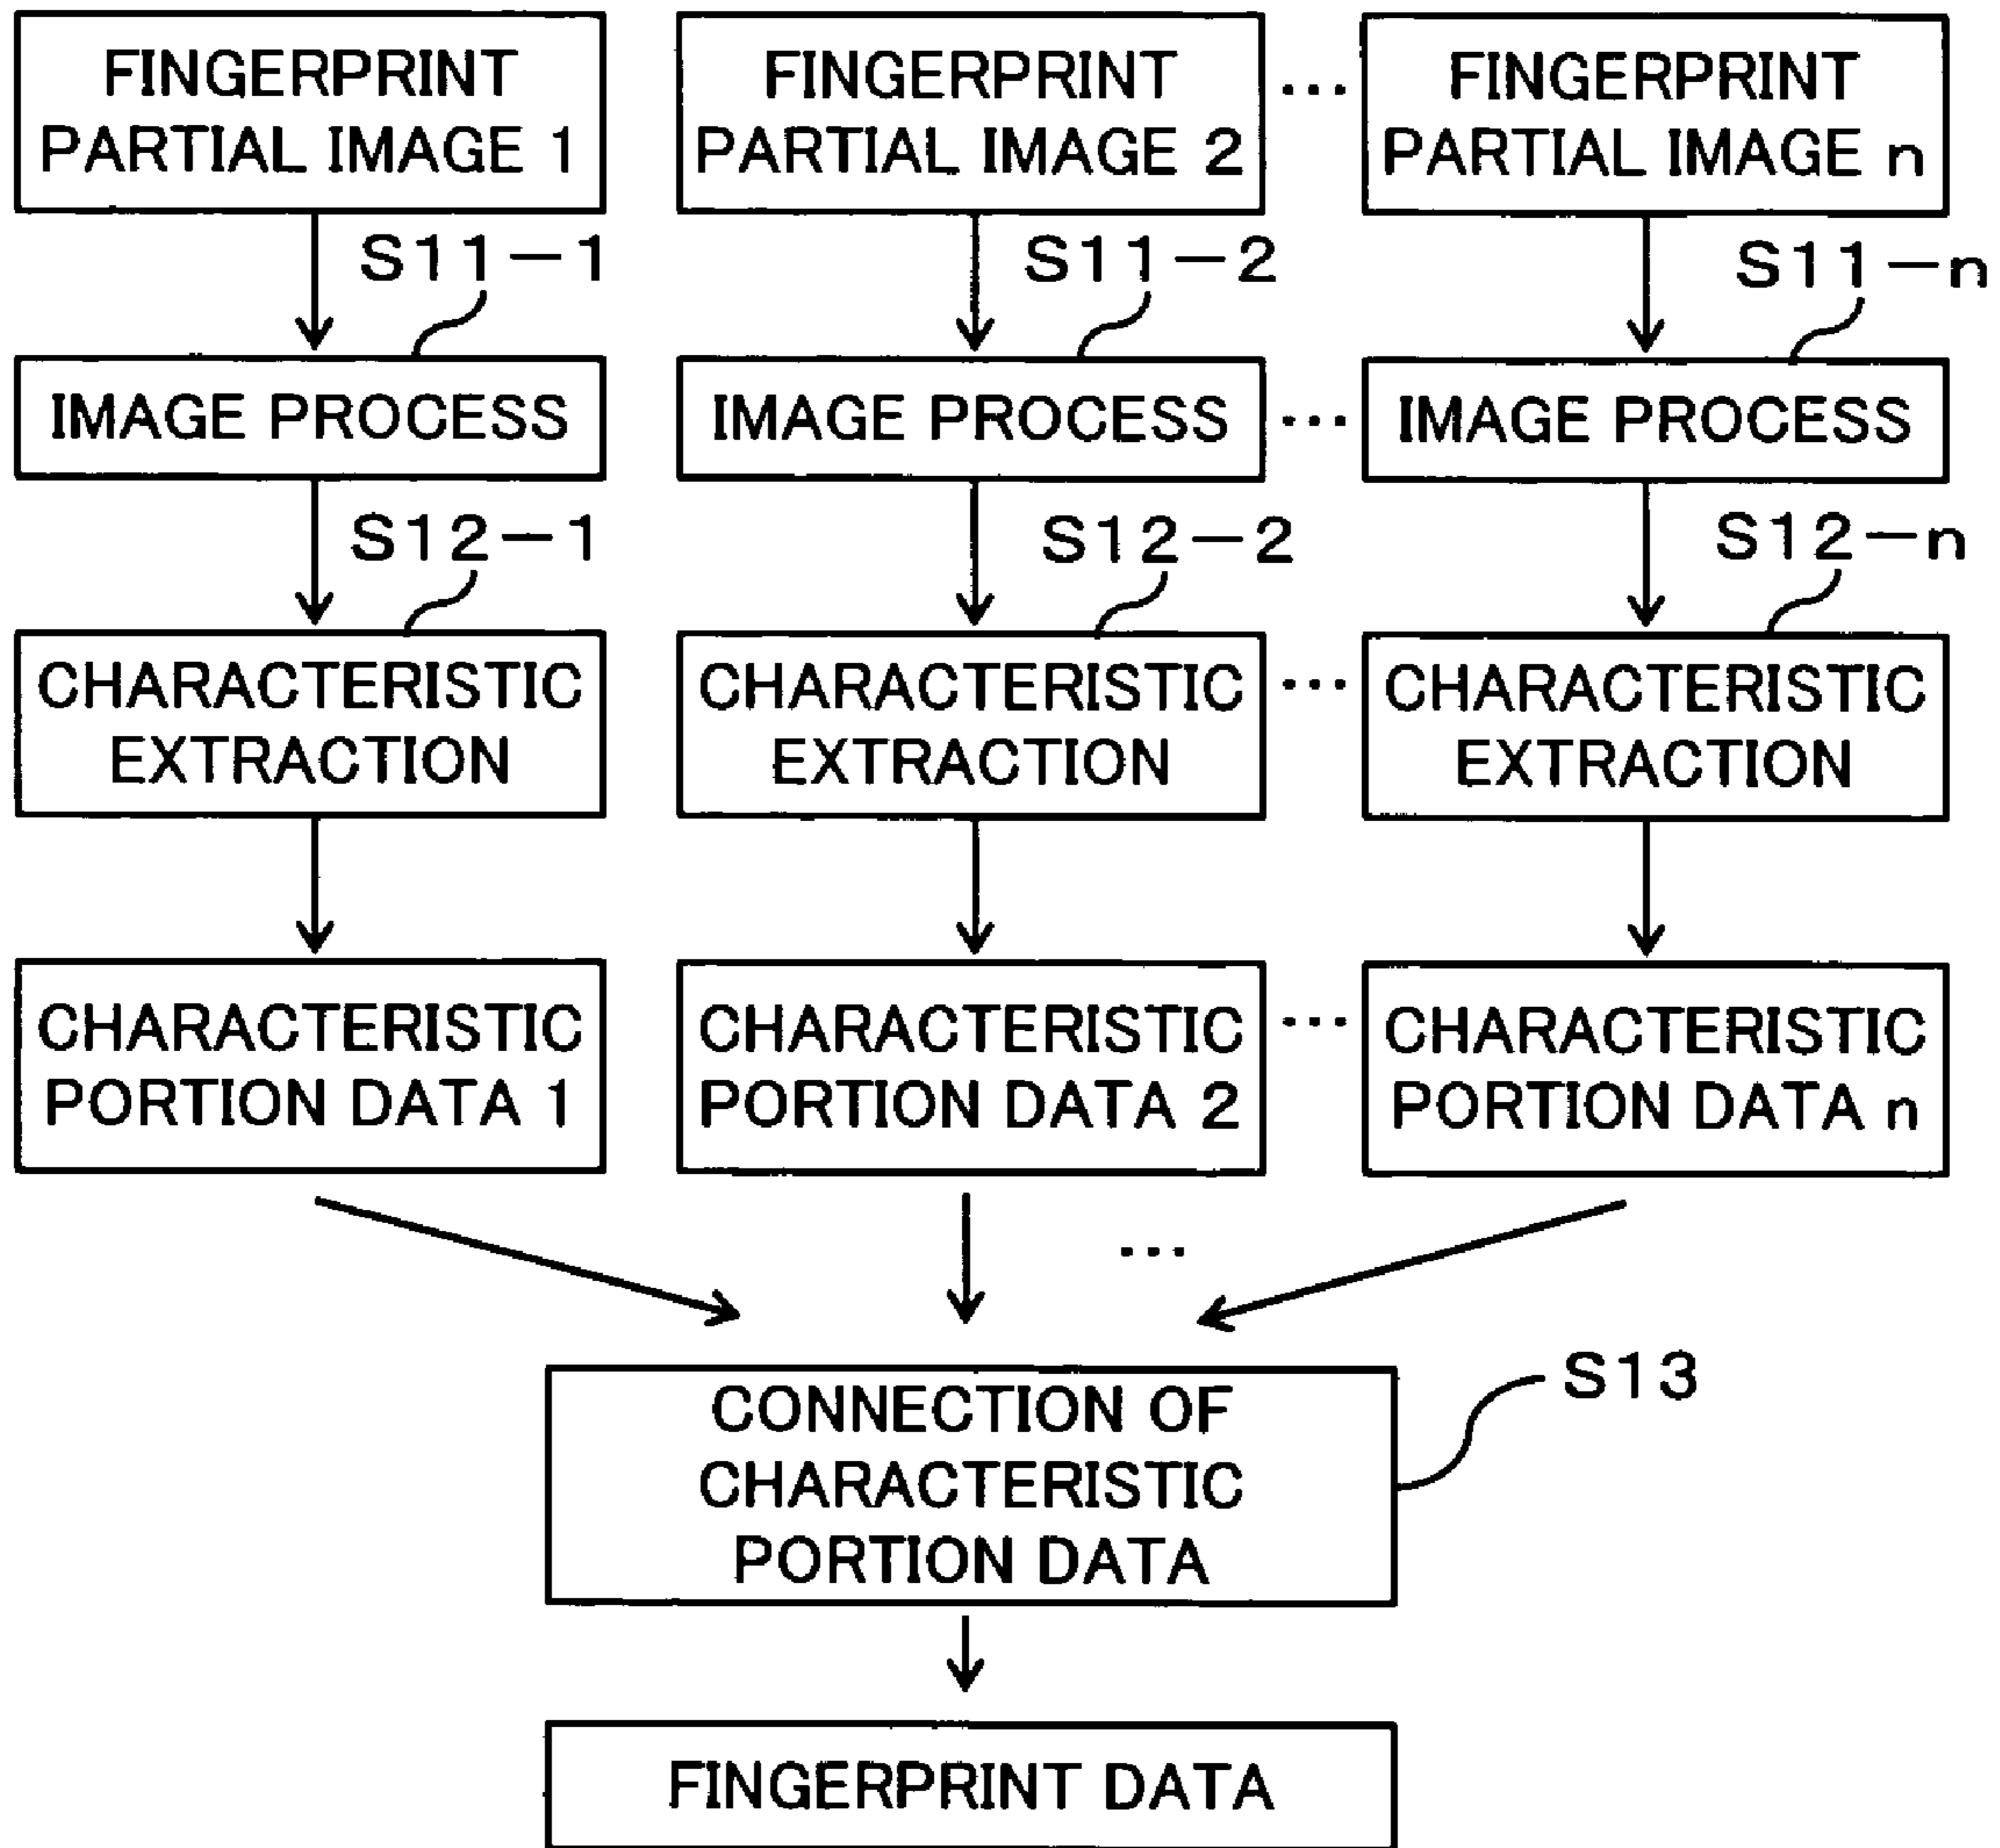 FINGERPRINT
PARTIAL IMAGE 1
FINGERPRINT
PARTIAL IMAGE 2
...
FINGERPRINT
PARTIAL IMAGE n
S11-1
S11-2
S11-n
IMAGE PROCESS
IMAGE PROCESS
...
IMAGE PROCESS
S12-1
S12-2
S12-n
CHARACTERISTIC
EXTRACTION
CHARACTERISTIC
EXTRACTION
...
CHARACTERISTIC
EXTRACTION
CHARACTERISTIC
PORTION DATA 1
CHARACTERISTIC
PORTION DATA 2
...
CHARACTERISTIC
PORTION DATA n
...
CONNECTION OF
CHARACTERISTIC
PORTION DATA
S13
FINGERPRINT DATA